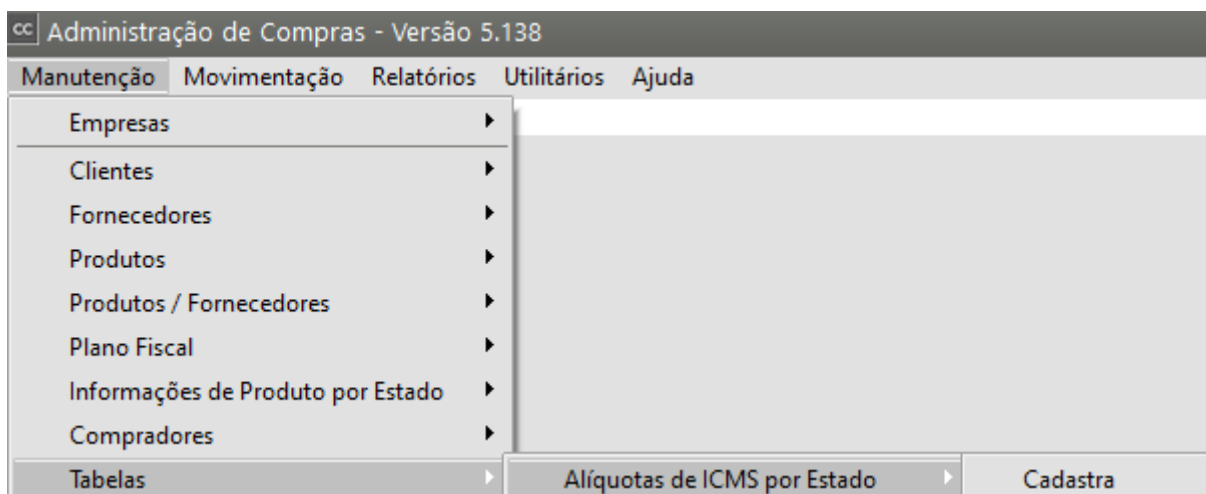 cc Administração de Compras - Versão 5.138
Manutenção Movimentação Relatórios Utilitários Ajuda
Empresas
Clientes
Fornecedores
Produtos
Produtos / Fornecedores
Plano Fiscal
Informações de Produto por Estado
Compradores
Tabelas Alíquotas de ICMS por Estado Cadastra